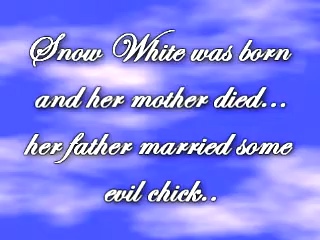 Snow White was born
and her mother died...
her father married some
evil chick..